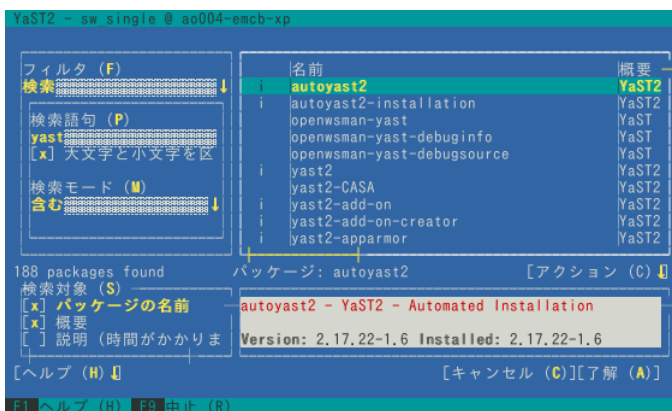 YaST2 - sw_single @ ao004-emcb-xp
フィルタ (F)
検索
検索語句 (P)
yast
[x] 大文字と小文字を区
検索モード (M)
含む
名前 概要
i autoyast2 YaST2
i autoyast2-installation YaST2
openwsman-yast YaST
openwsman-yast-debuginfo YaST
openwsman-yast-debugsource YaST
i yast2 YaST2
yast2-CASA YaST2
i yast2-add-on YaST2
i yast2-add-on-creator YaST2
i yast2-apparmor YaST2
188 packages found
パッケージ: autoyast2 [アクション (C)]
検索対象 (S)
[x] パッケージの名前
[x] 概要
[ ] 説明 (時間がかかりま
autoyast2 - YaST2 - Automated Installation
Version: 2.17.22-1.6 Installed: 2.17.22-1.6
[ヘルプ (H)] [キャンセル (C)][了解 (A)]
F1 ヘルプ (H) F9 中止 (R)